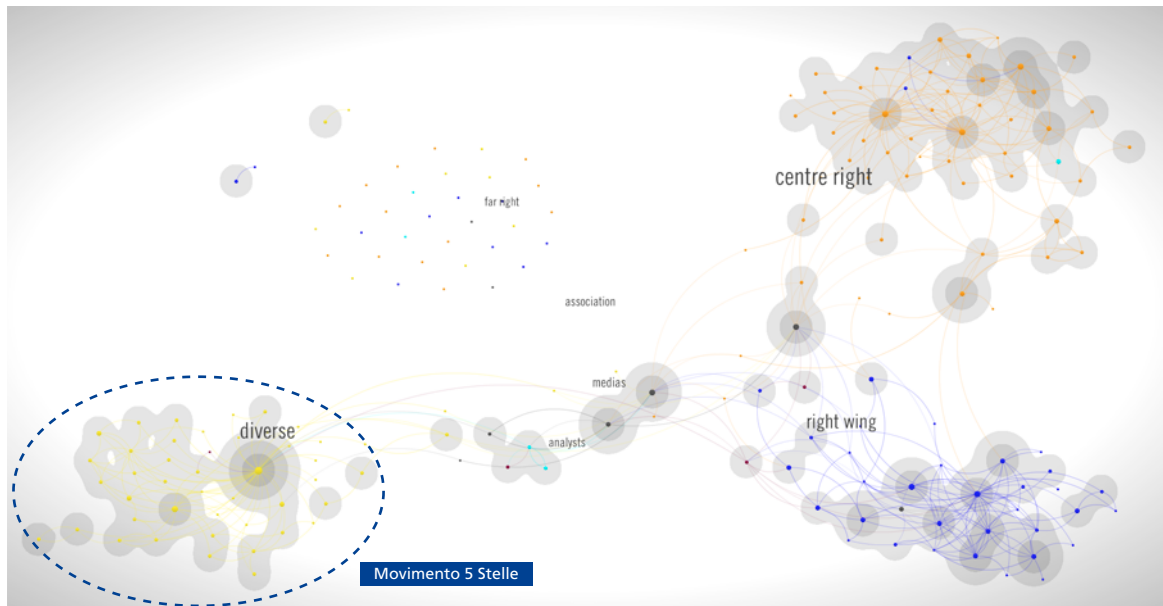 centre right
far right
association
medias
right wing
diverse
analysts
Movimento 5 Stelle